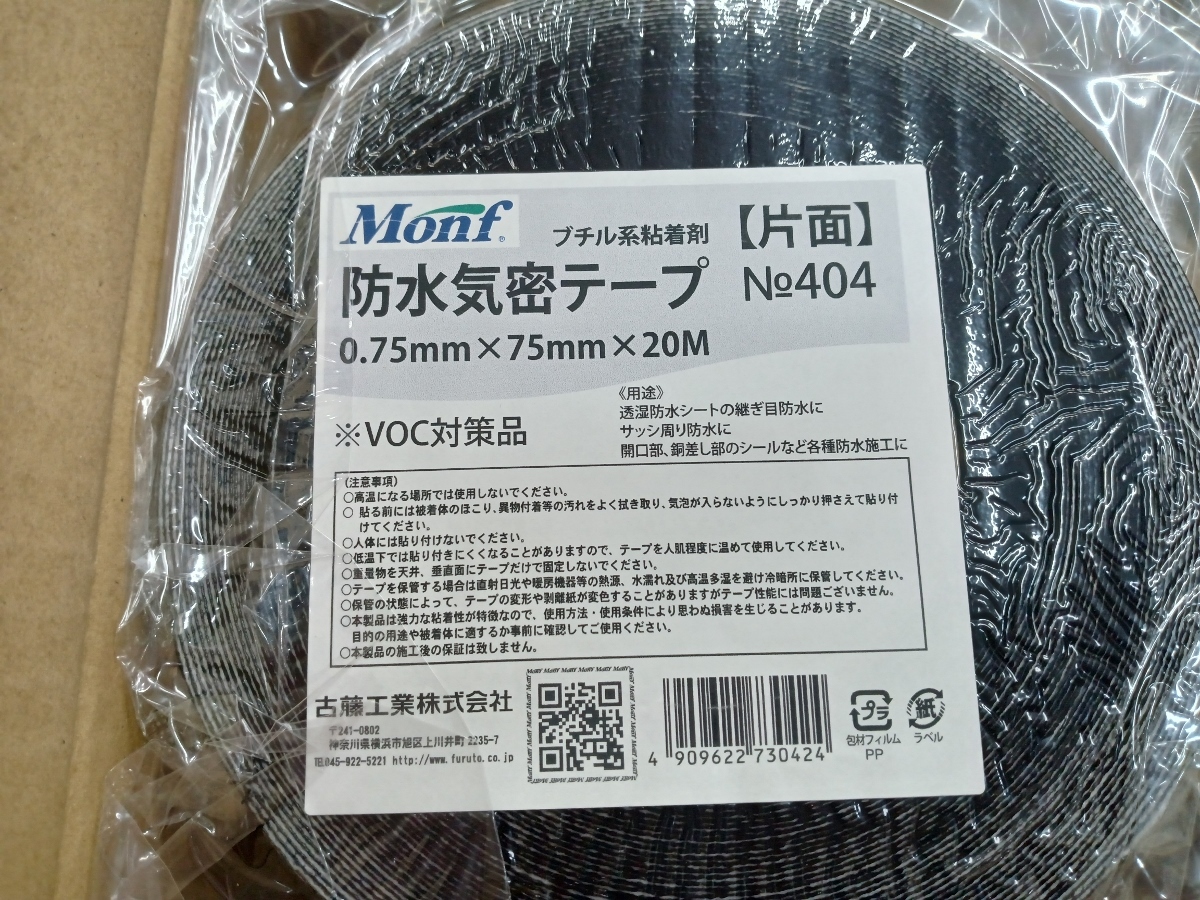 Monf®
ブチル系粘着剤 【片面】
防水気密テープ №404
0.75mm×75mm×20M
※VOC対策品
《用途》
透湿防水シートの継ぎ目防水に
サッシ周り防水に
開口部、銅差し部のシールなど各種防水施工に
(注意事項)
○高温になる場所では使用しないでください。
○ 貼る前には被着体のほこり、異物付着等の汚れをよく拭き取り、気泡が入らないようにしっかり押さえて貼り付
けてください。
○人体には貼り付けないでください。
○低温下では貼り付きにくくなることがありますので、テープを人肌程度に温めて使用してください。
○重量物を天井、垂直面にテープだけで固定しないでください。
○テープを保管する場合は直射日光や暖房機器等の熱源、水濡れ及び高温多湿を避け冷暗所に保管してください。
○保管の状態によって、テープの変形や剥離紙が変色することがありますがテープ性能には問題ございません。
○本製品は強力な粘着性が特徴なので、使用方法・使用条件により思わぬ損害を生じることがあります。
目的の用途や被着体に適するか事前に確認してご使用ください。
○本製品の施工後の保証は致しません。
古藤工業株式会社
〒241-0802
神奈川県横浜市旭区上川井町 2235-7
TEL045-922-5221 http://www.furuto.co.jp
4 909622 730424
プラ
包材フィルム
PP
紙
ラベル